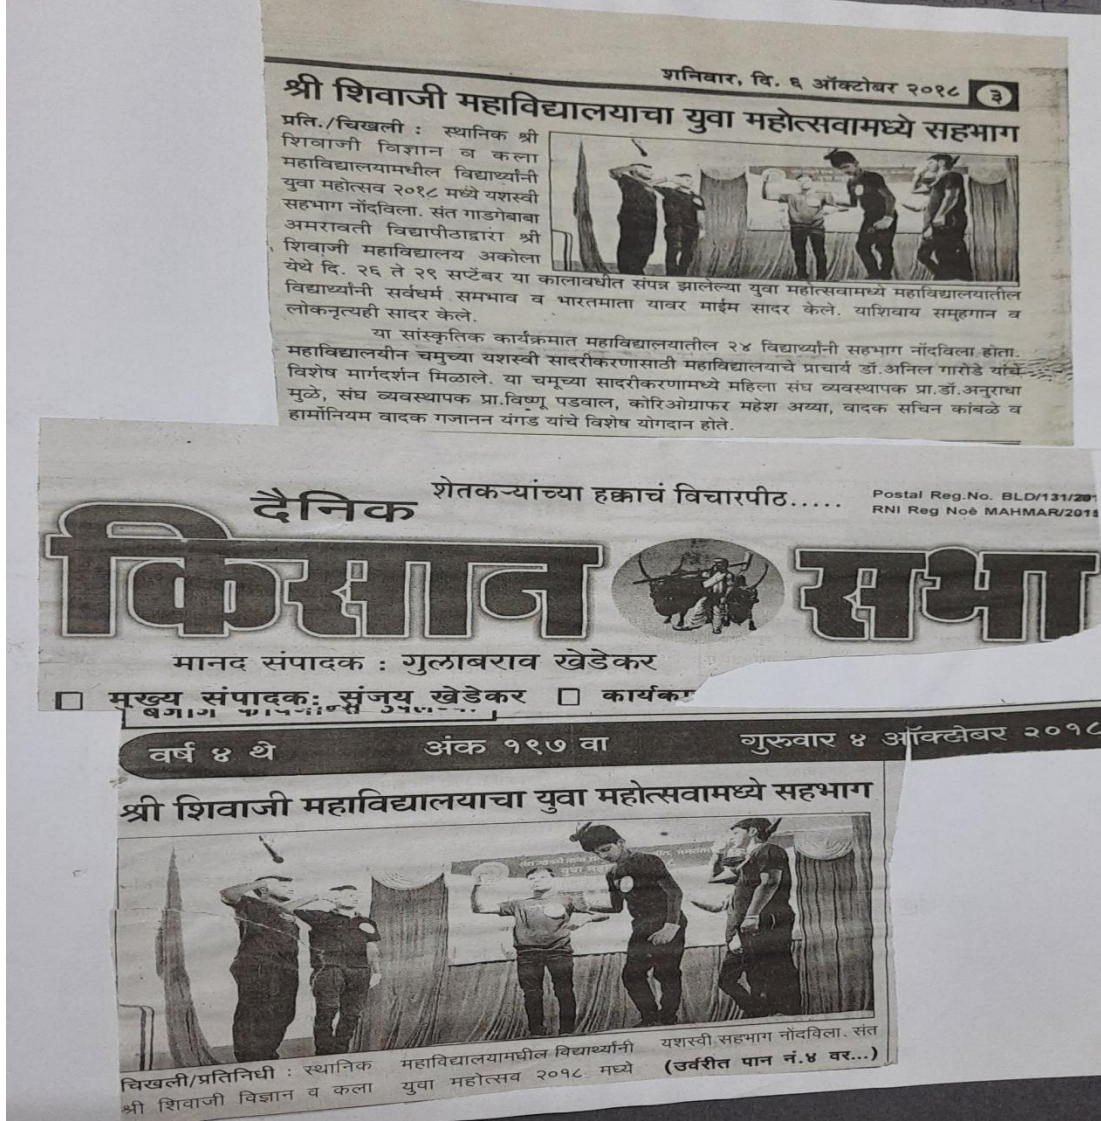 शनिवार, दि. ६ ऑक्टोबर २०१८ ३
श्री शिवाजी महाविद्यालयाचा युवा महोत्सवामध्ये सहभाग
प्रति./चिखली : स्थानिक श्री
शिवाजी विज्ञान व कला
महाविद्यालयामधील विद्यार्थ्यांनी
युवा महोत्सव २०१८ मध्ये यशस्वी
सहभाग नोंदविला. संत गाडगेबाबा
अमरावती विद्यापीठाद्वारा श्री
शिवाजी महाविद्यालय अकोला
येथे दि. २६ ते २९ सप्टेंबर या कालावधीत संपन्न झालेल्या युवा महोत्सवामध्ये महाविद्यालयातील
विद्यार्थ्यांनी सर्वधर्म समभाव व भारतमाता यावर माईम सादर केले. याशिवाय समुहगान व
लोकनृत्यही सादर केले.
या सांस्कृतिक कार्यक्रमात महाविद्यालयातील २४ विद्यार्थ्यांनी सहभाग नोंदविला होता.
महाविद्यालयीन चमुच्या यशस्वी सादरीकरणासाठी महाविद्यालयाचे प्राचार्य डॉ.अनिल गारोडे यांचे
विशेष मार्गदर्शन मिळाले. या चमूच्या सादरीकरणामध्ये महिला संघ व्यवस्थापक प्रा.डॉ.अनुराधा
मुळे, संघ व्यवस्थापक प्रा.विष्णू पडवाल, कोरिओग्राफर महेश अय्या, वादक सचिन कांबळे व
हार्मोनियम वादक गजानन यंगड यांचे विशेष योगदान होते.
शेतकऱ्यांच्या हक्काचं विचारपीठ.....
Postal Reg.No. BLD/131/201
RNI Reg Noè MAHMAR/2015
दैनिक
किसान सभा
मानद संपादक : गुलाबराव खेडेकर
मुख्य संपादक: संजय खेडेकर
वर्ष ४ थे अंक १९७ वा गुरुवार ४ ऑक्टोबर २०१८
श्री शिवाजी महाविद्यालयाचा युवा महोत्सवामध्ये सहभाग
चिखली/प्रतिनिधी : स्थानिक
श्री शिवाजी विज्ञान व कला
महाविद्यालयामधील विद्यार्थ्यांनी
युवा महोत्सव २०१८ मध्ये
यशस्वी सहभाग नोंदविला. संत
(उर्वरीत पान नं.४ वर...)